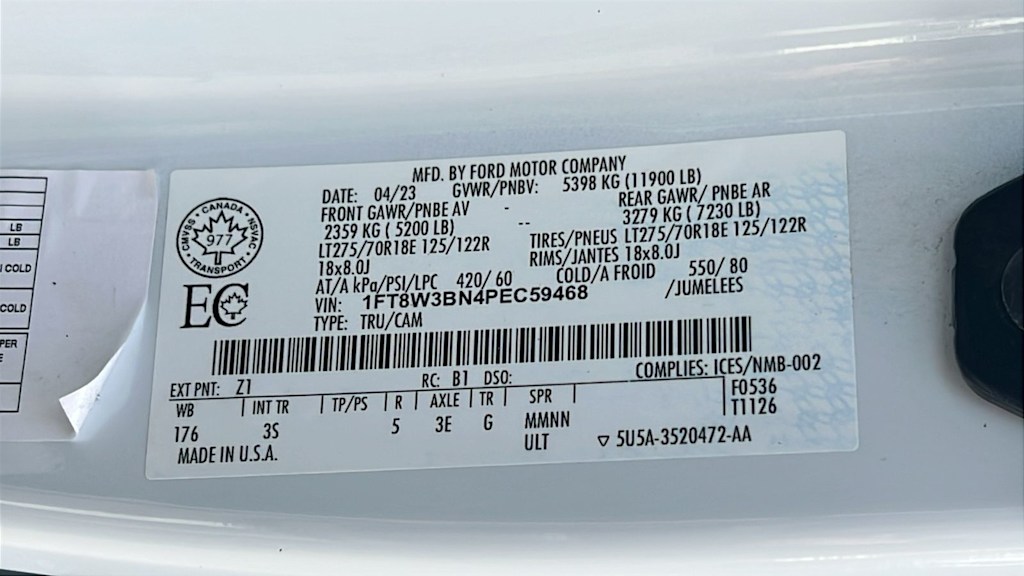 MFD. BY FORD MOTOR COMPANY
DATE: 04/23 GVWR/PNBV: 5398 KG (11900 LB)
FRONT GAWR/PNBE AV - REAR GAWR/ PNBE AR
2359 KG ( 5200 LB) -- 3279 KG ( 7230 LB)
LT275/70R18E 125/122R TIRES/PNEUS LT275/70R18E 125/122R
18x8.0J RIMS/JANTES 18x8.0J
AT/A kPa/PSI/LPC 420/ 60 COLD/A FROID 550/ 80
VIN: 1FT8W3BN4PEC59468 /JUMELEES
TYPE: TRU/CAM
CANADA
CMVSS NSVAC
977
TRANSPORT
EC
COMPLIES: ICES/NMB-002
EXT PNT: Z1 RC: B1 DSO:
WB INT TR TP/PS R AXLE TR SPR F0536
176 3S 5 3E G MMNN T1126
ULT 5U5A-3520472-AA
MADE IN U.S.A.
LB
LB
COLD
PER